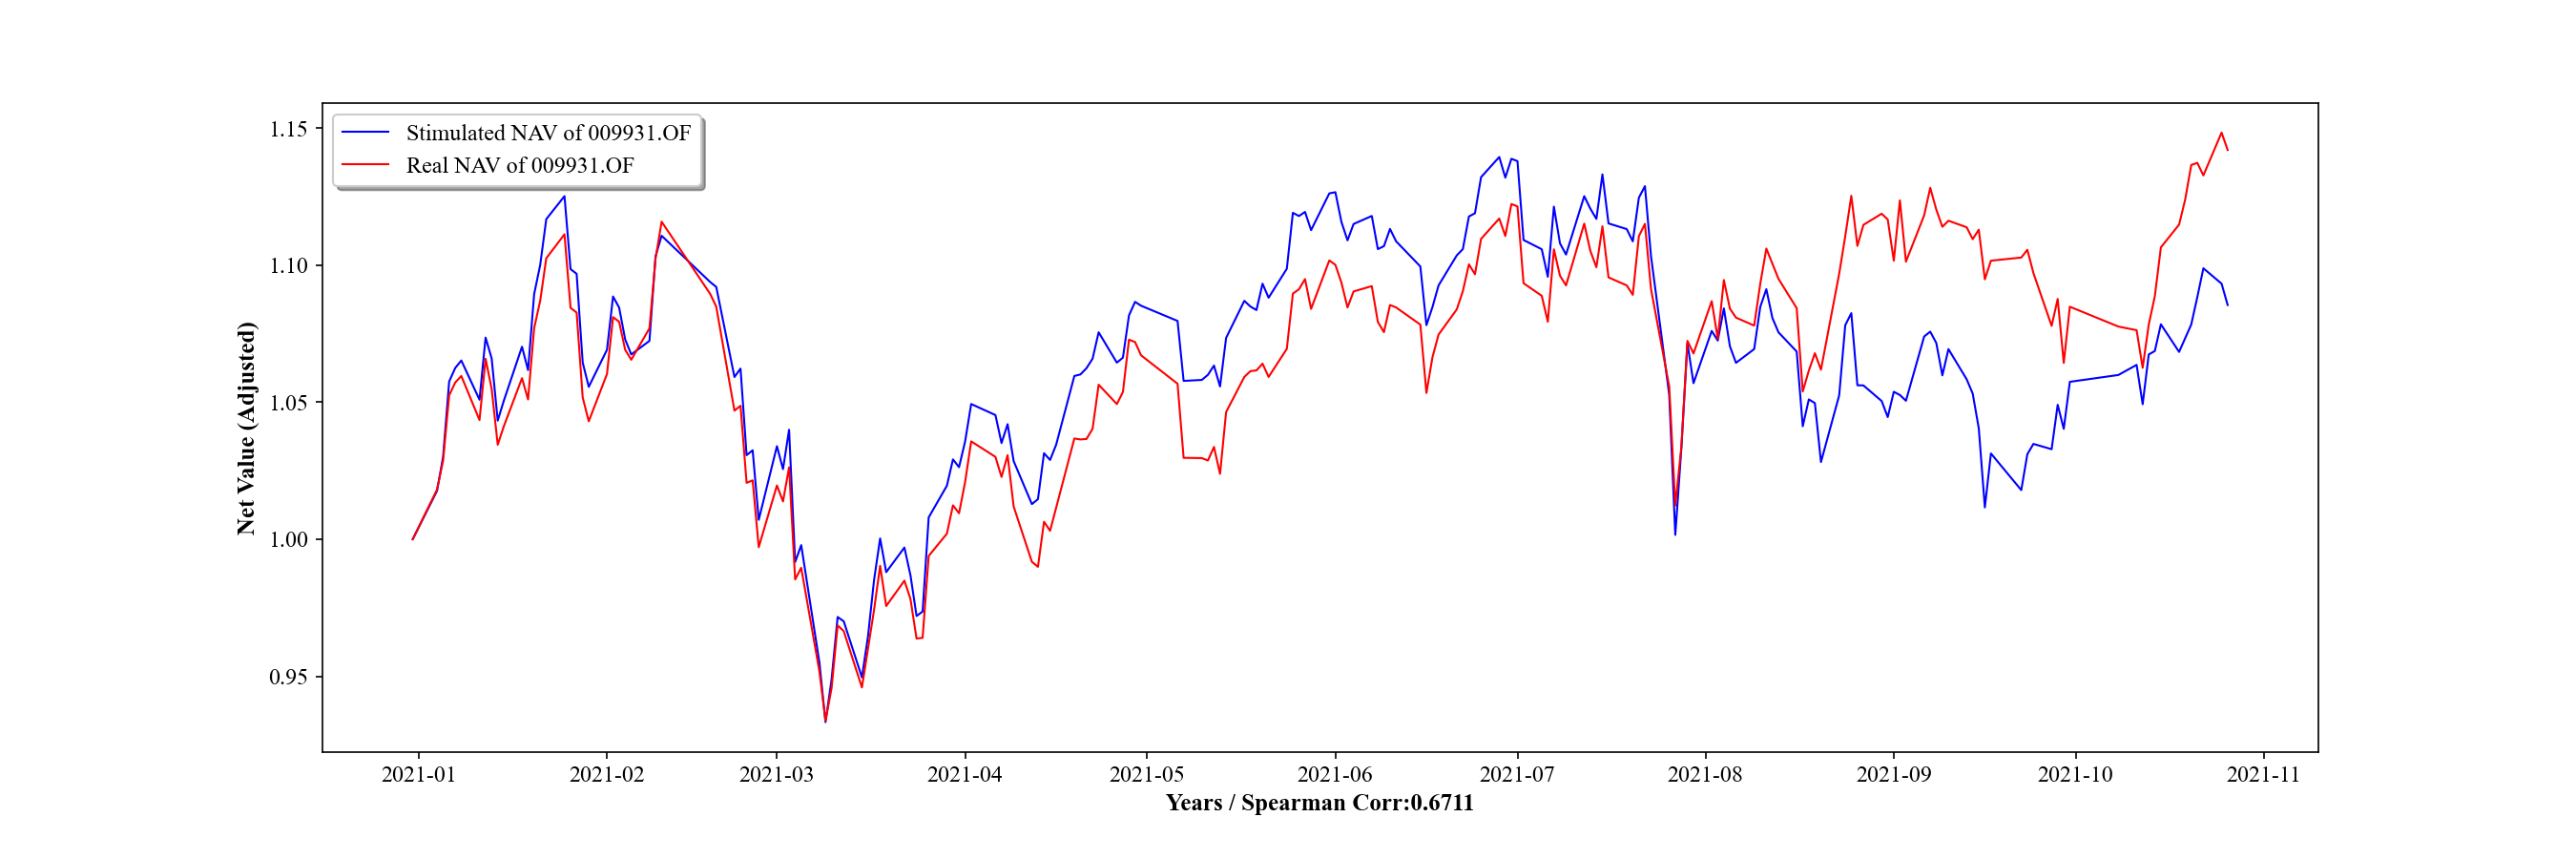 Stimulated NAV of 009931.OF
Real NAV of 009931.OF
1.15
1.10
1.05
1.00
0.95
Net Value (Adjusted)
2021-01 2021-02 2021-03 2021-04 2021-05 2021-06 2021-07 2021-08 2021-09 2021-10 2021-11
Years / Spearman Corr:0.6711